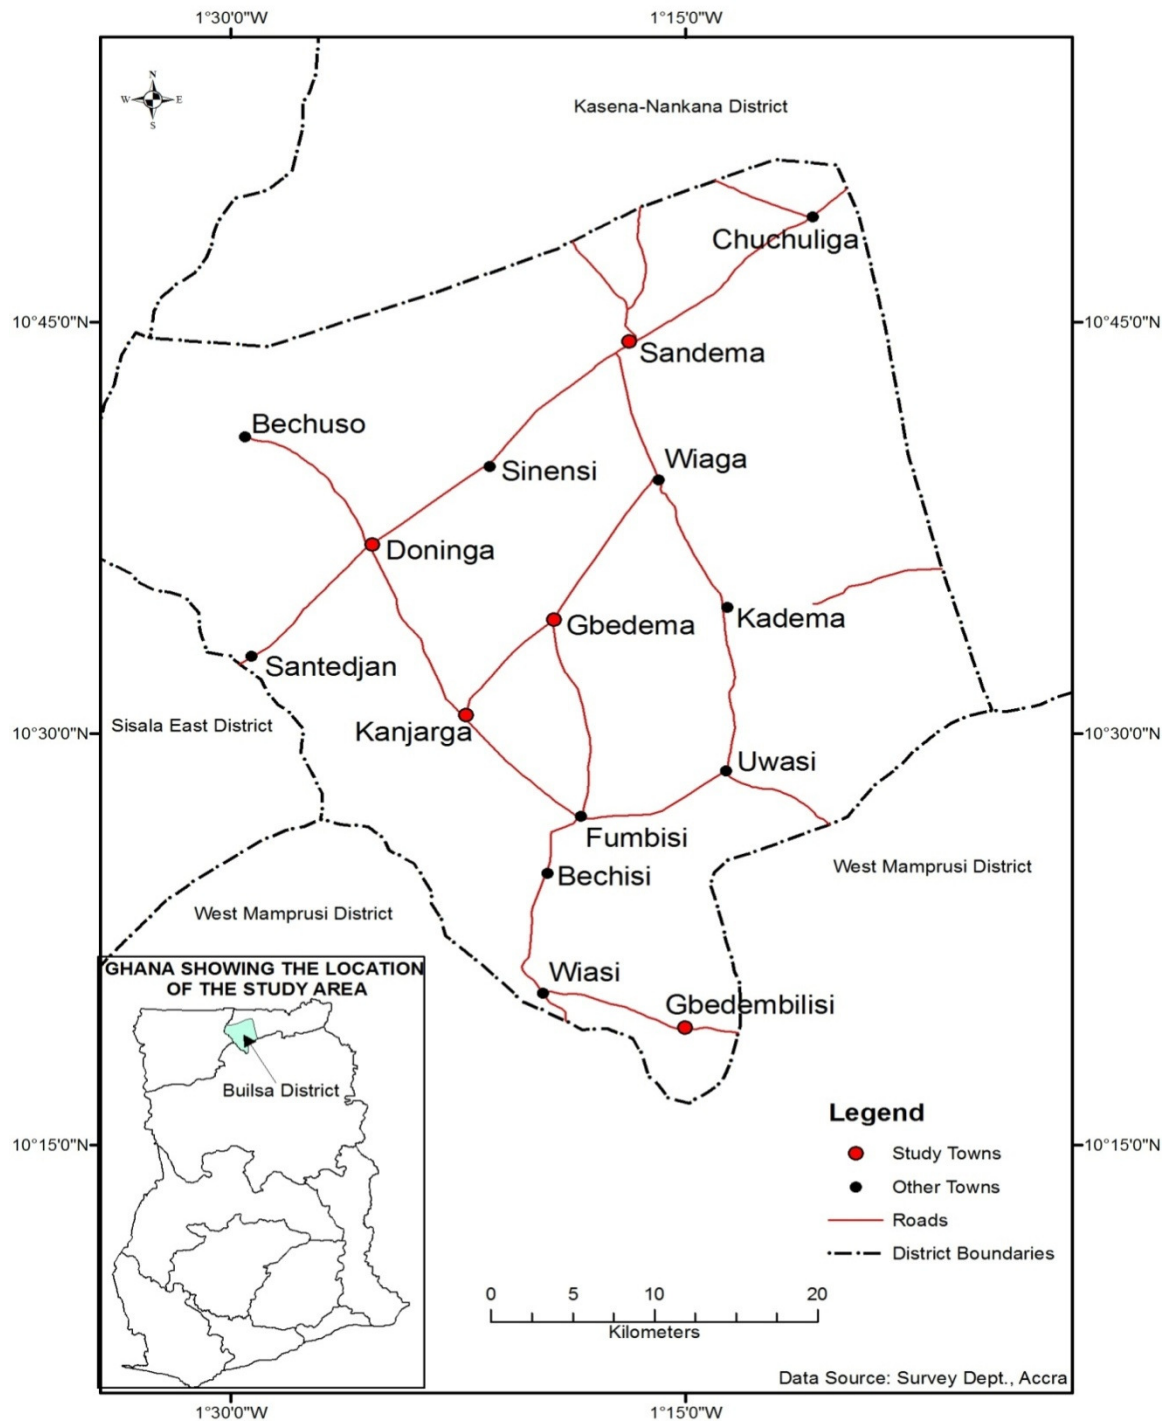 1°30'0"W
1°15'0"W
N
W
E
S
Kasena-Nankana District
Chuchuliga
10°45'0"N
10°45'0"N
Sandema
Bechuso
Sinensi
Wiaga
Doninga
Gbedema
Kadema
Santedjan
Sisala East District
Kanjarga
10°30'0"N
10°30'0"N
Uwasi
Fumbisi
Bechisi
West Mamprusi District
West Mamprusi District
Wiasi
Gbedembilisi
GHANA SHOWING THE LOCATION
OF THE STUDY AREA
Builsa District
Legend
10°15'0"N
10°15'0"N
Study Towns
Other Towns
Roads
District Boundaries
0 5 10 20
Kilometers
Data Source: Survey Dept., Accra
1°30'0"W
1°15'0"W